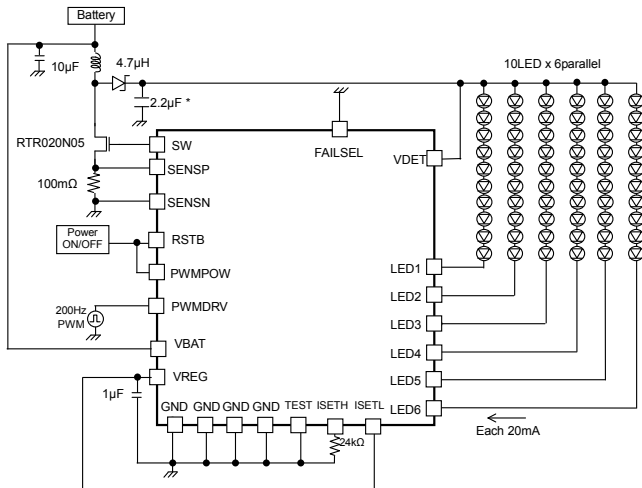 Battery
10µF
4.7µH
2.2µF *
10LED x 6parallel
RTR020N05
SW
FAILSEL
VDET
SENSP
100mΩ
SENSN
Power
ON/OFF
RSTB
PWMPOW
LED1
LED2
200Hz
PWM
PWMDRV
LED3
VBAT
LED4
VREG
LED5
1µF
GND
GND
GND
GND
TEST
ISETH
ISETL
LED6
24kΩ
Each 20mA